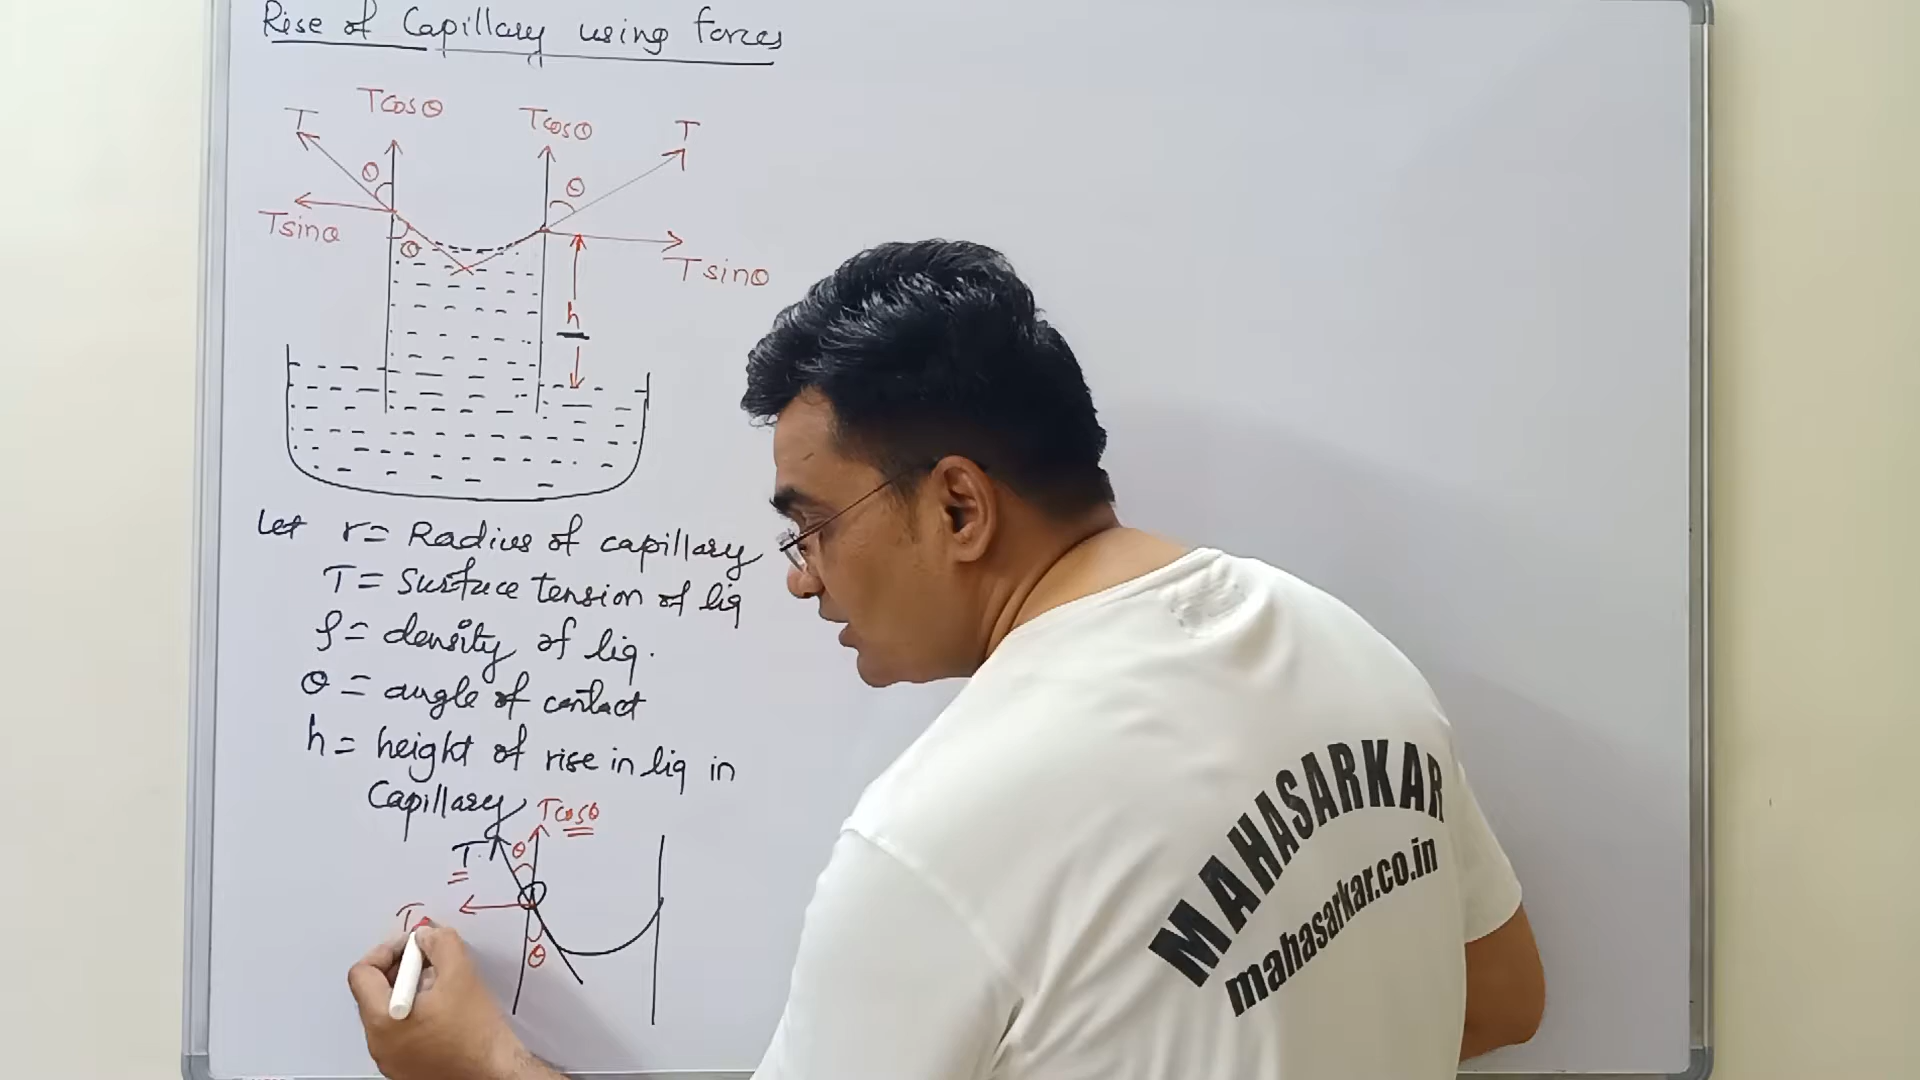 Rise of Capillary using forces
T
Tcosθ
Tcosθ
T
θ
θ
Tsinθ
θ
Tsinθ
h
Let r = Radius of capillary
T = Surface tension of liq
ρ = density of liq.
θ = angle of contact
h = height of rise in liq in
Capillary
Tcosθ
T
θ
T
θ
MAHASARKAR
mahasarkar.co.in